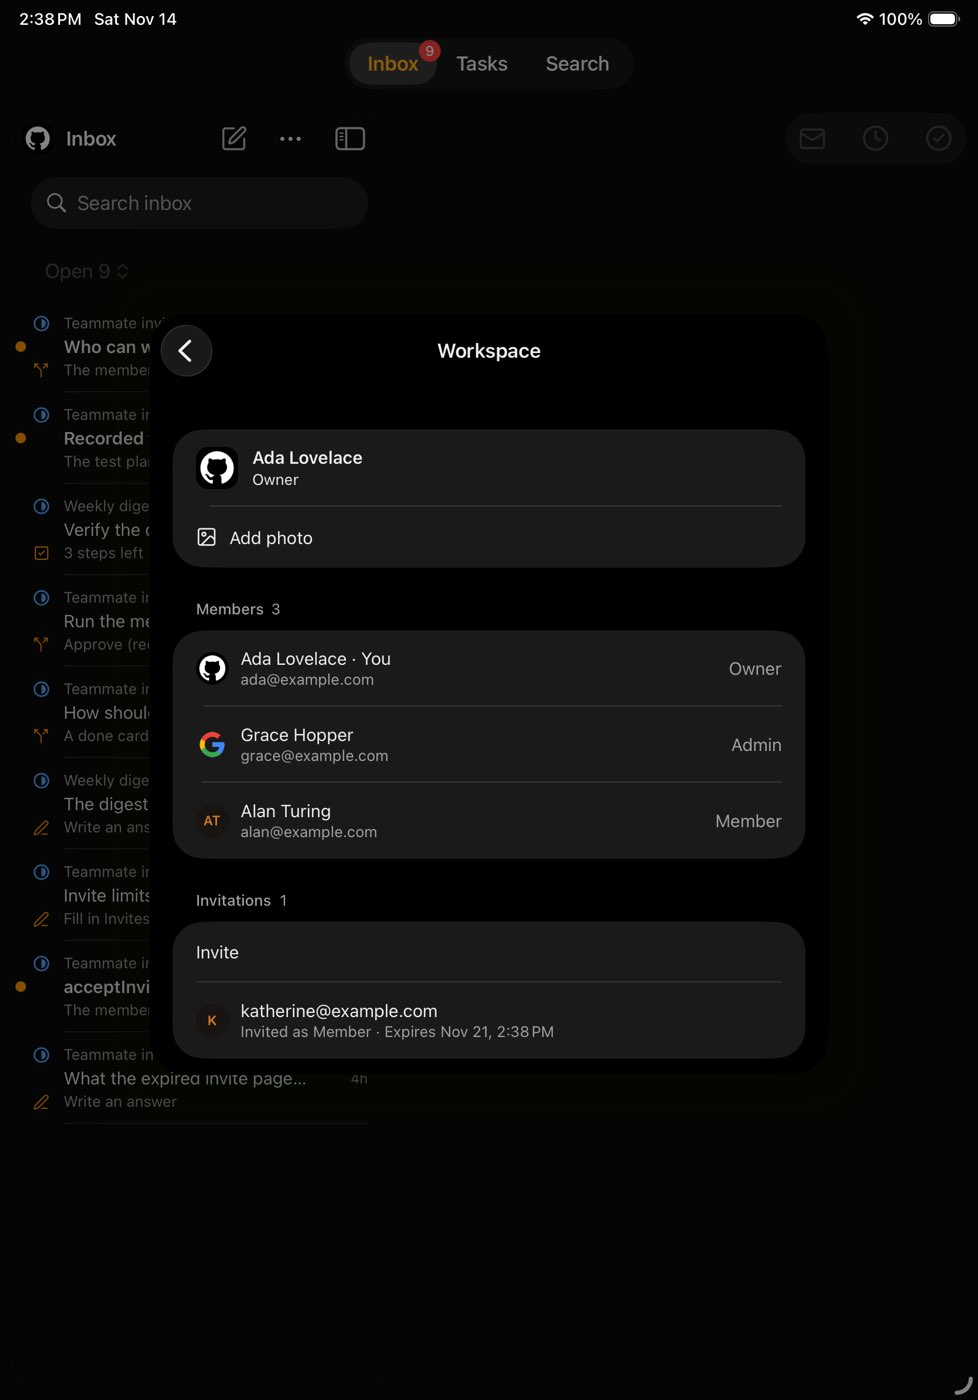 2:38 PM Sat Nov 14
100%
Inbox 9 Tasks Search
Inbox
Search inbox
Open 9
Teammate invi
Who can w
The membe
Teammate in
Recorded
The test pla
Weekly dige
Verify the
3 steps left
Teammate in
Run the me
Approve (re
Teammate in
How shoul
A done card
Weekly dige
The digest
Write an ans
Teammate in
Invite limits
Fill in Invites
Teammate in
acceptInvi
The membe
Teammate in
What the expired invite page... 4h
Write an answer
Workspace
Ada Lovelace
Owner
Add photo
Members 3
Ada Lovelace · You
ada@example.com
Owner
Grace Hopper
grace@example.com
Admin
AT
Alan Turing
alan@example.com
Member
Invitations 1
Invite
K
katherine@example.com
Invited as Member · Expires Nov 21, 2:38 PM